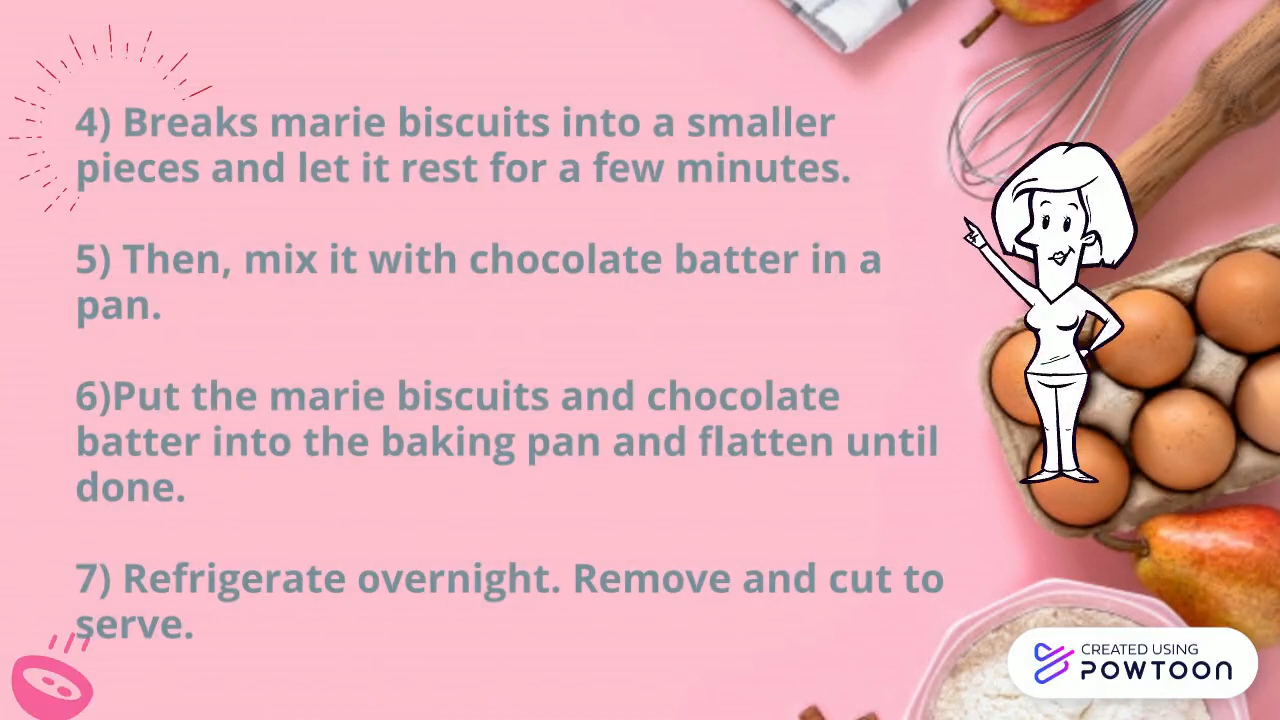 4) Breaks marie biscuits into a smaller
pieces and let it rest for a few minutes.
5) Then, mix it with chocolate batter in a
pan.
6)Put the marie biscuits and chocolate
batter into the baking pan and flatten until
done.
7) Refrigerate overnight. Remove and cut to
serve.
CREATED USING
POWTOON